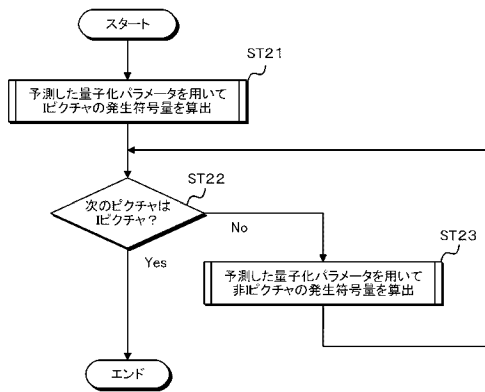 スタート
ST21
予測した量子化パラメータを用いて
Iピクチャの発生符号量を算出
ST22
次のピクチャは
Iピクチャ？
No
Yes
ST23
予測した量子化パラメータを用いて
非Iピクチャの発生符号量を算出
エンド